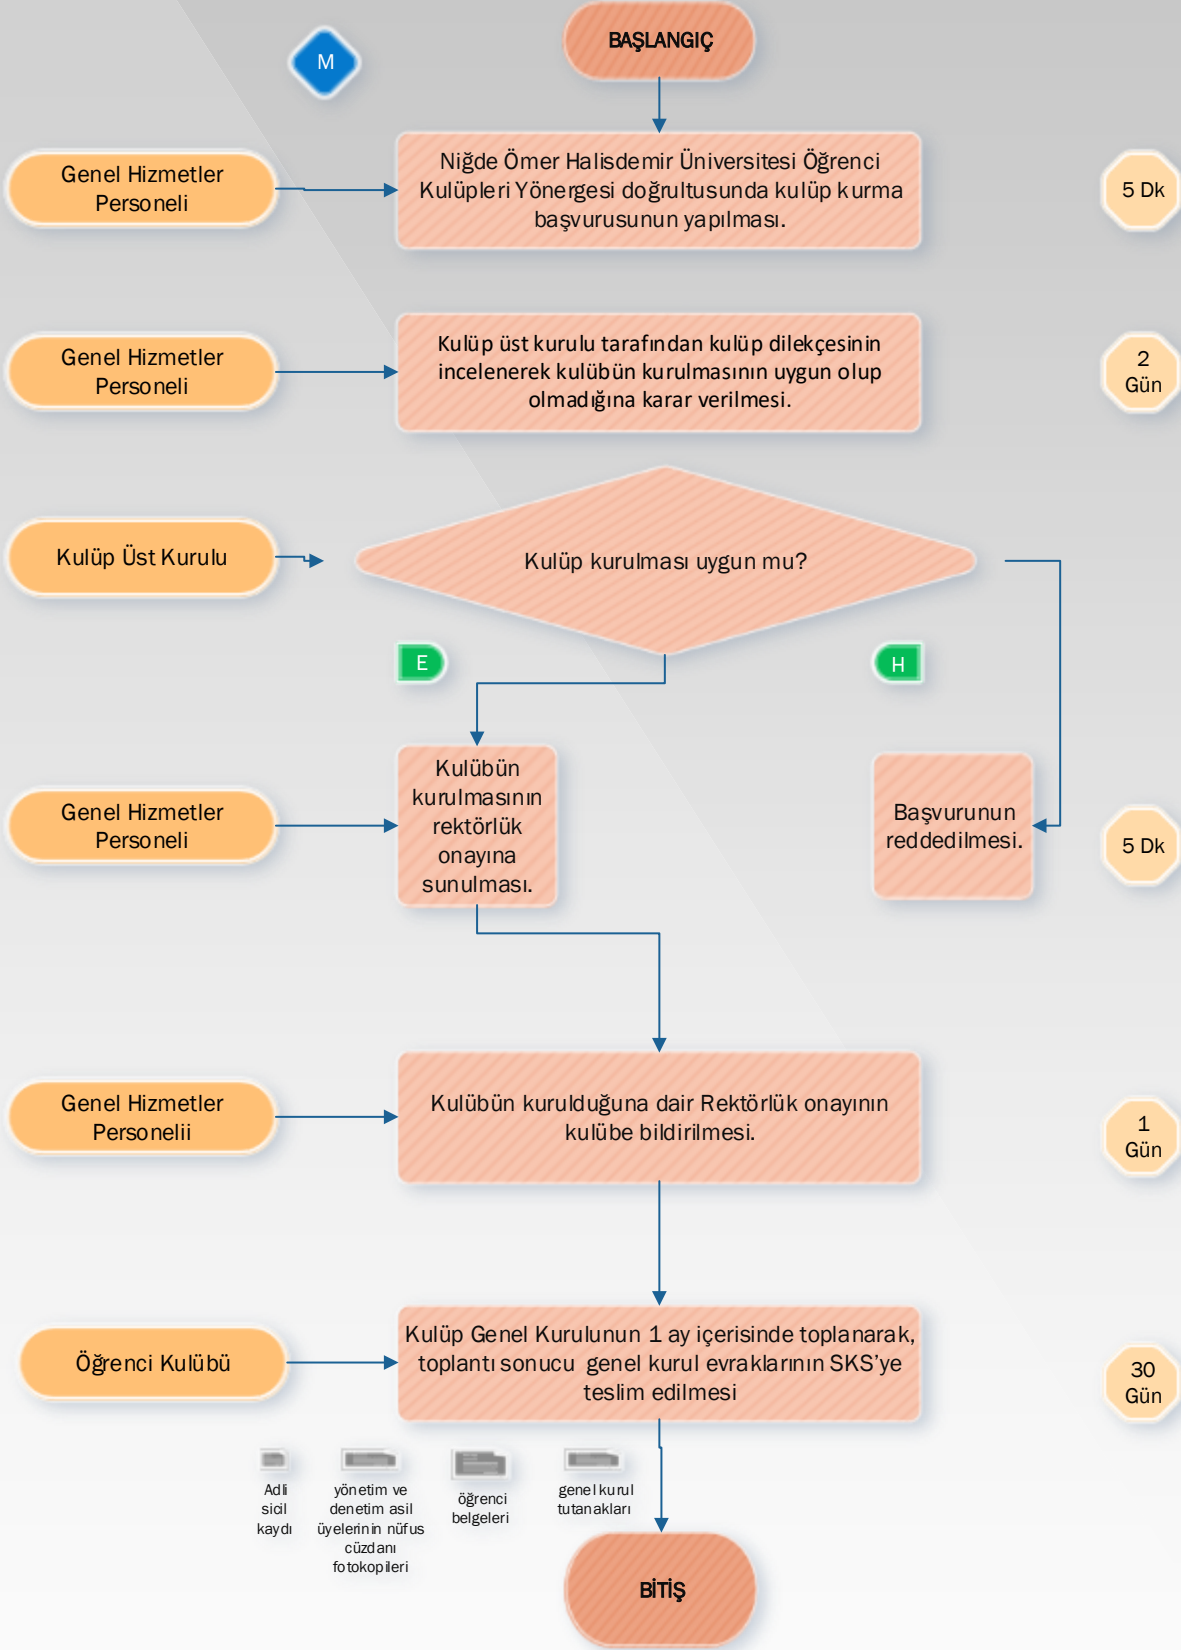 BAŞLANGIÇ
M
Genel Hizmetler
Personeli
Niğde Ömer Halisdemir Üniversitesi Öğrenci
Kulüpleri Yönergesi doğrultusunda kulüp kurma
başvurusunun yapılması.
5 Dk
Genel Hizmetler
Personeli
Kulüp üst kurulu tarafından kulüp dilekçesinin
incelenerek kulübün kurulmasının uygun olup
olmadığına karar verilmesi.
2
Gün
Kulüp Üst Kurulu
Kulüp kurulması uygun mu?
E
H
Genel Hizmetler
Personeli
Kulübün
kurulmasının
rektörlük
onayına
sunulması.
Başvurunun
reddedilmesi.
5 Dk
Genel Hizmetler
Personelii
Kulübün kurulduğuna dair Rektörlük onayının
kulübe bildirilmesi.
1
Gün
Öğrenci Kulübü
Kulüp Genel Kurulunun 1 ay içerisinde toplanarak,
toplantı sonucu genel kurul evraklarının SKS'ye
teslim edilmesi
30
Gün
Adli
sicil
kaydı
yönetim ve
denetim asil
üyelerinin nüfus
cüzdanı
fotokopileri
öğrenci
belgeleri
genel kurul
tutanakları
BİTİŞ